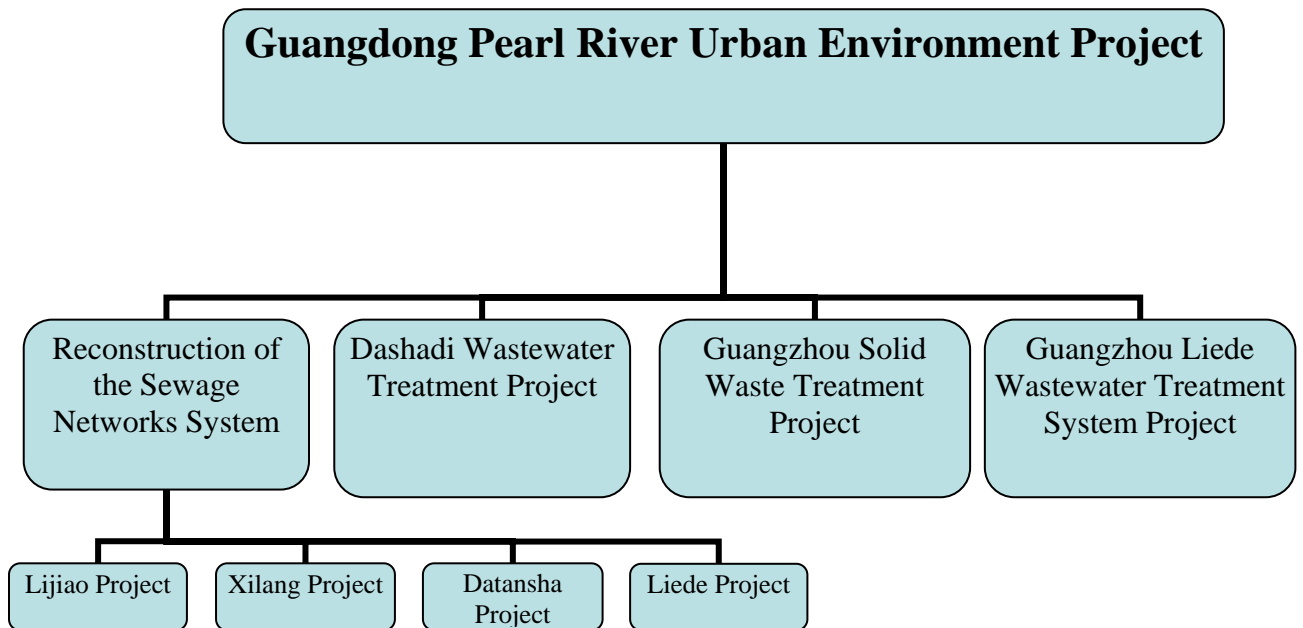 Guangdong Pearl River Urban Environment Project
Reconstruction of
the Sewage
Networks System
Dashadi Wastewater
Treatment Project
Guangzhou Solid
Waste Treatment
Project
Guangzhou Liede
Wastewater Treatment
System Project
Lijiao Project
Xilang Project
Datansha
Project
Liede Project